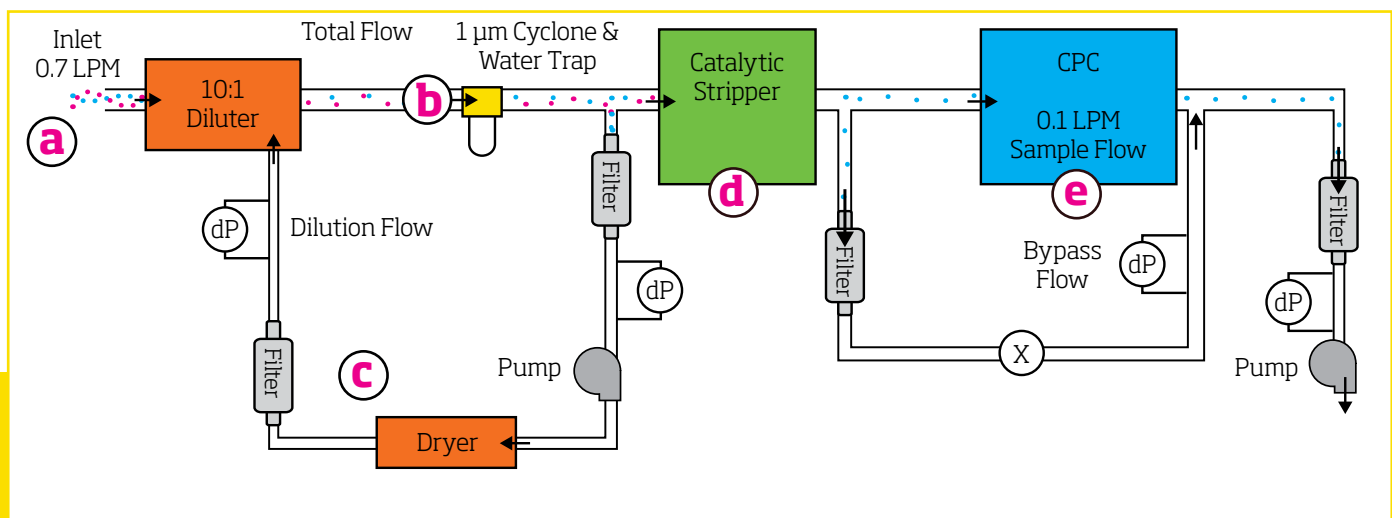 Inlet
0.7 LPM
a
10:1
Diluter
Total Flow
b
1 µm Cyclone &
Water Trap
Catalytic
Stripper
d
CPC
0.1 LPM
Sample Flow
e
Filter
dP
Dilution Flow
Filter
c
Dryer
Pump
dP
Filter
X
Bypass
Flow
dP
Filter
dP
Pump